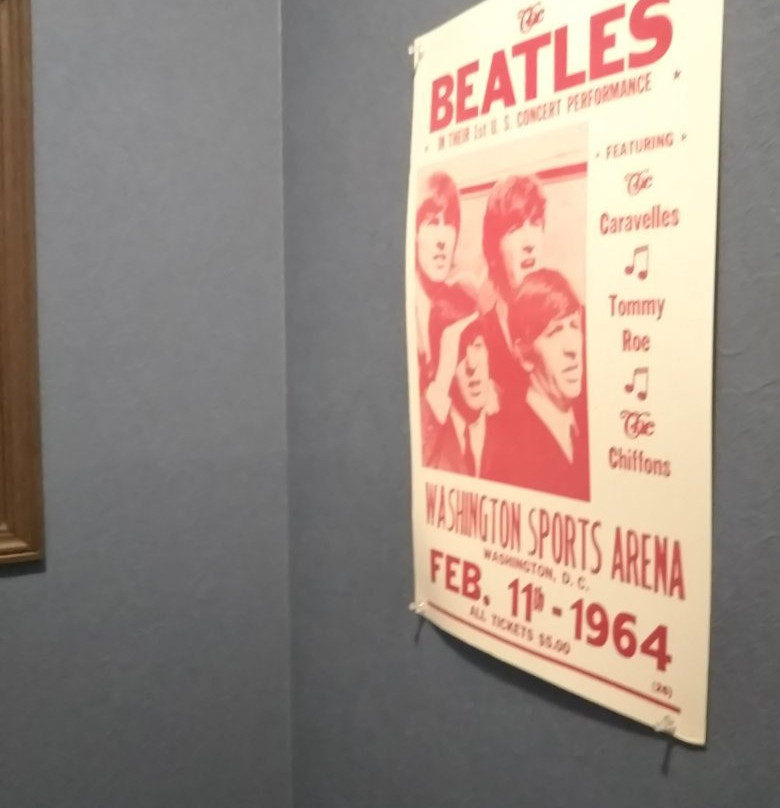 The
BEATLES
* IN THEIR 1st U. S. CONCERT PERFORMANCE *
* FEATURING *
The
Caravelles
Tommy
Roe
The
Chiffons
WASHINGTON SPORTS ARENA
WASHINGTON, D. C.
FEB. 11th - 1964
ALL TICKETS $5.00
(26)